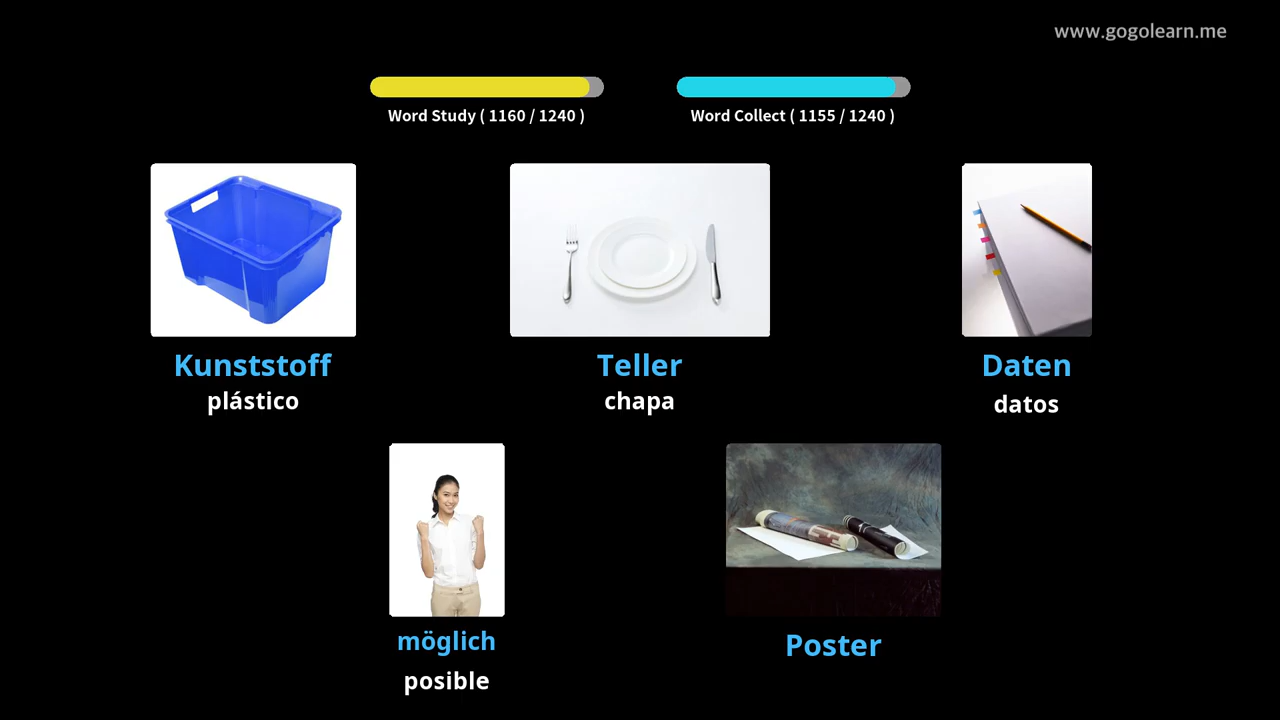 www.gogolearn.me
Word Study ( 1160 / 1240 )
Word Collect ( 1155 / 1240 )
Kunststoff
plástico
Teller
chapa
Daten
datos
möglich
posible
Poster